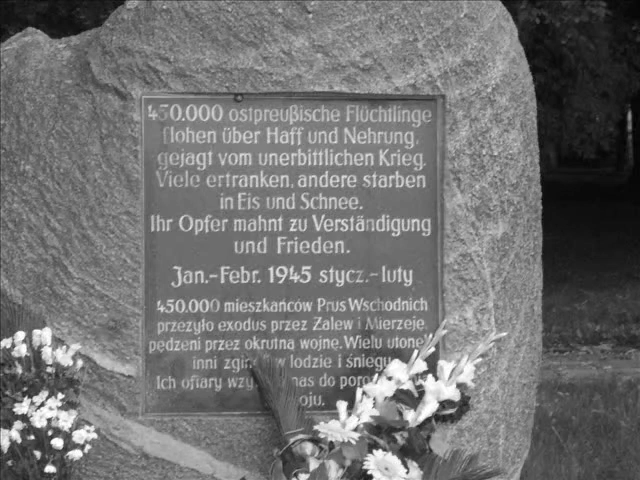 450.000 ostpreußische Flüchtlinge
flohen über Haff und Nehrung,
gejagt vom unerbittlichen Krieg.
Viele ertranken, andere starben
in Eis und Schnee.
Ihr Opfer mahnt zu Verständigung
und Frieden.
Jan.-Febr. 1945 stycz.-luty
450.000 mieszkańców Prus Wschodnich
przeżyło exodus przez Zalew i Mierzeję,
pędzeni przez okrutną wojnę. Wielu
inni w lodzie i śniegu.
Ich ofiary nas do